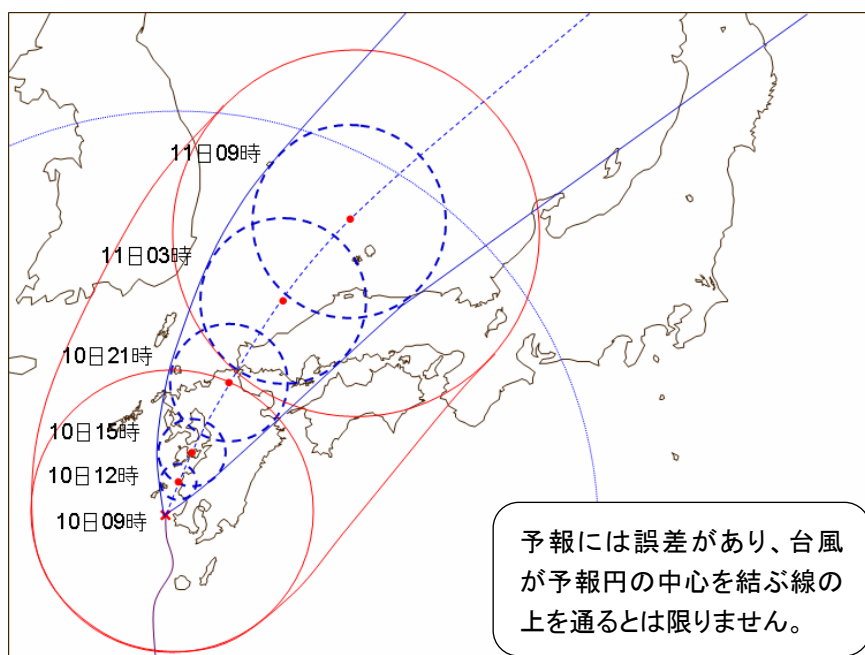 11日09時
11日03時
10日21時
10日15時
10日12時
10日09時
予報には誤差があり、台風
が予報円の中心を結ぶ線の
上を通るとは限りません。